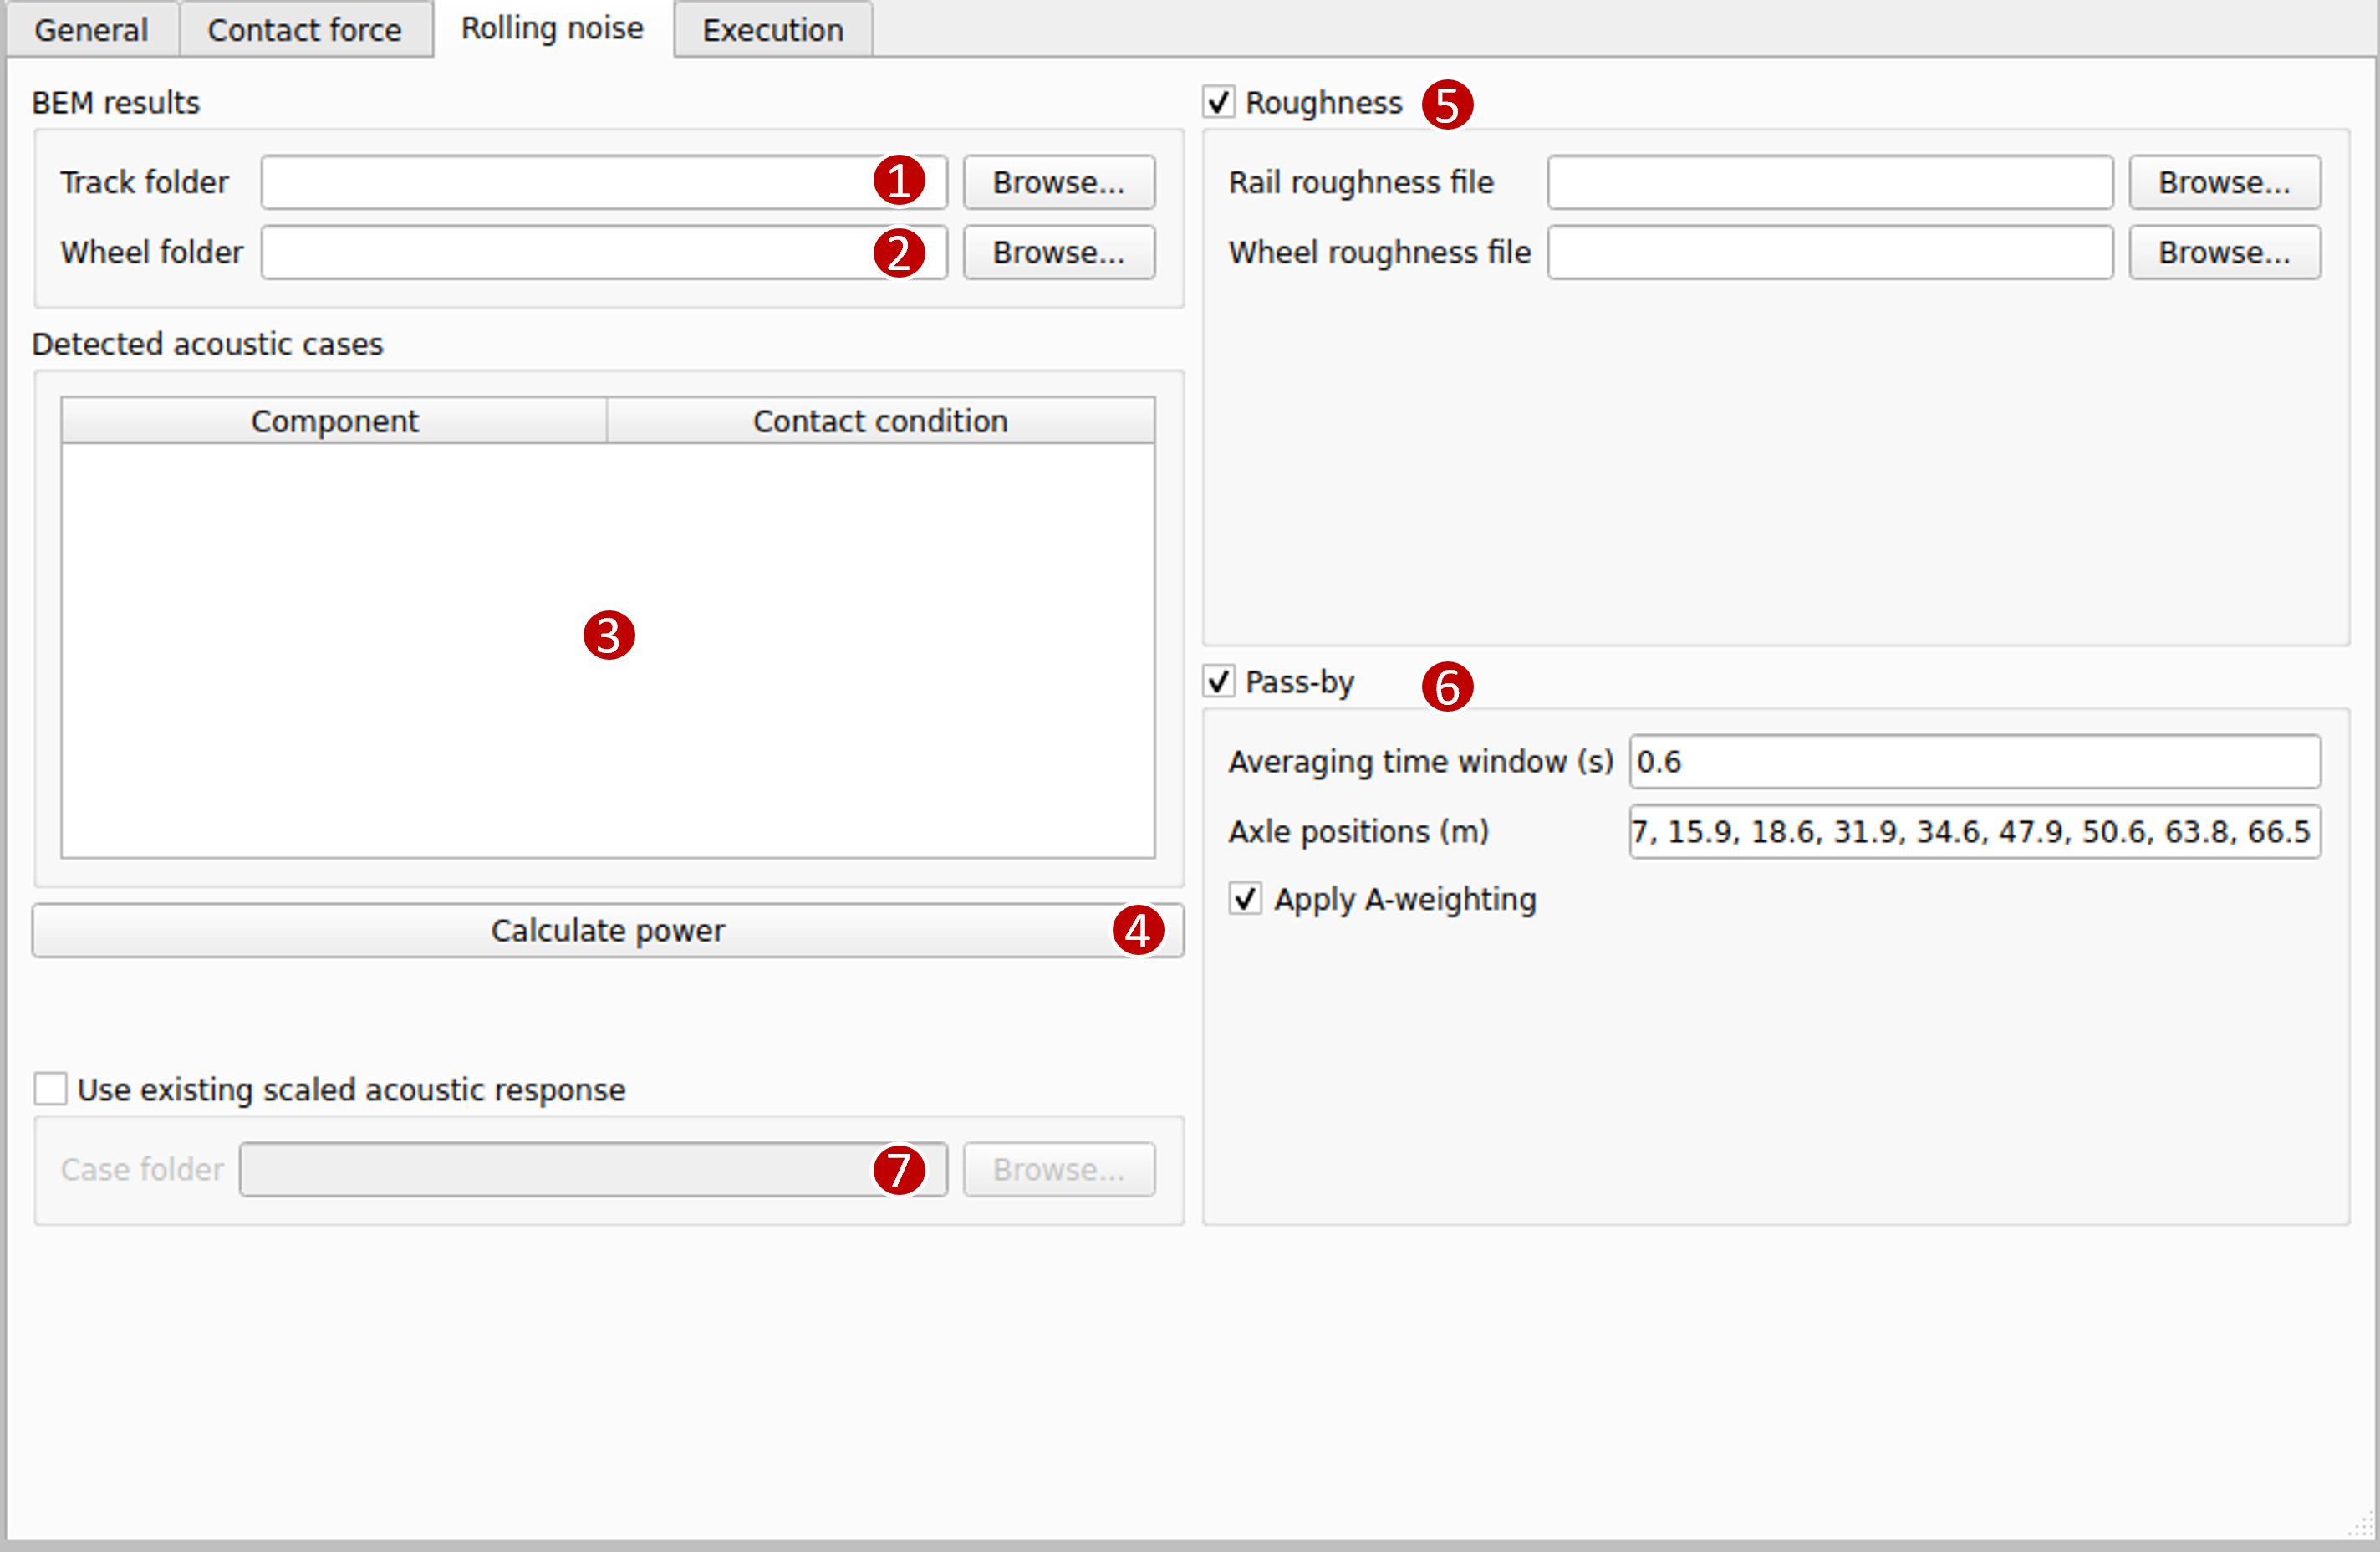 General Contact force Rolling noise Execution
BEM results
Track folder 1 Browse...
Wheel folder 2 Browse...
Detected acoustic cases
Component Contact condition
3
Calculate power 4
Use existing scaled acoustic response
Case folder 7 Browse...
Roughness 5
Rail roughness file Browse...
Wheel roughness file Browse...
Pass-by 6
Averaging time window (s) 0.6
Axle positions (m) 7, 15.9, 18.6, 31.9, 34.6, 47.9, 50.6, 63.8, 66.5
Apply A-weighting